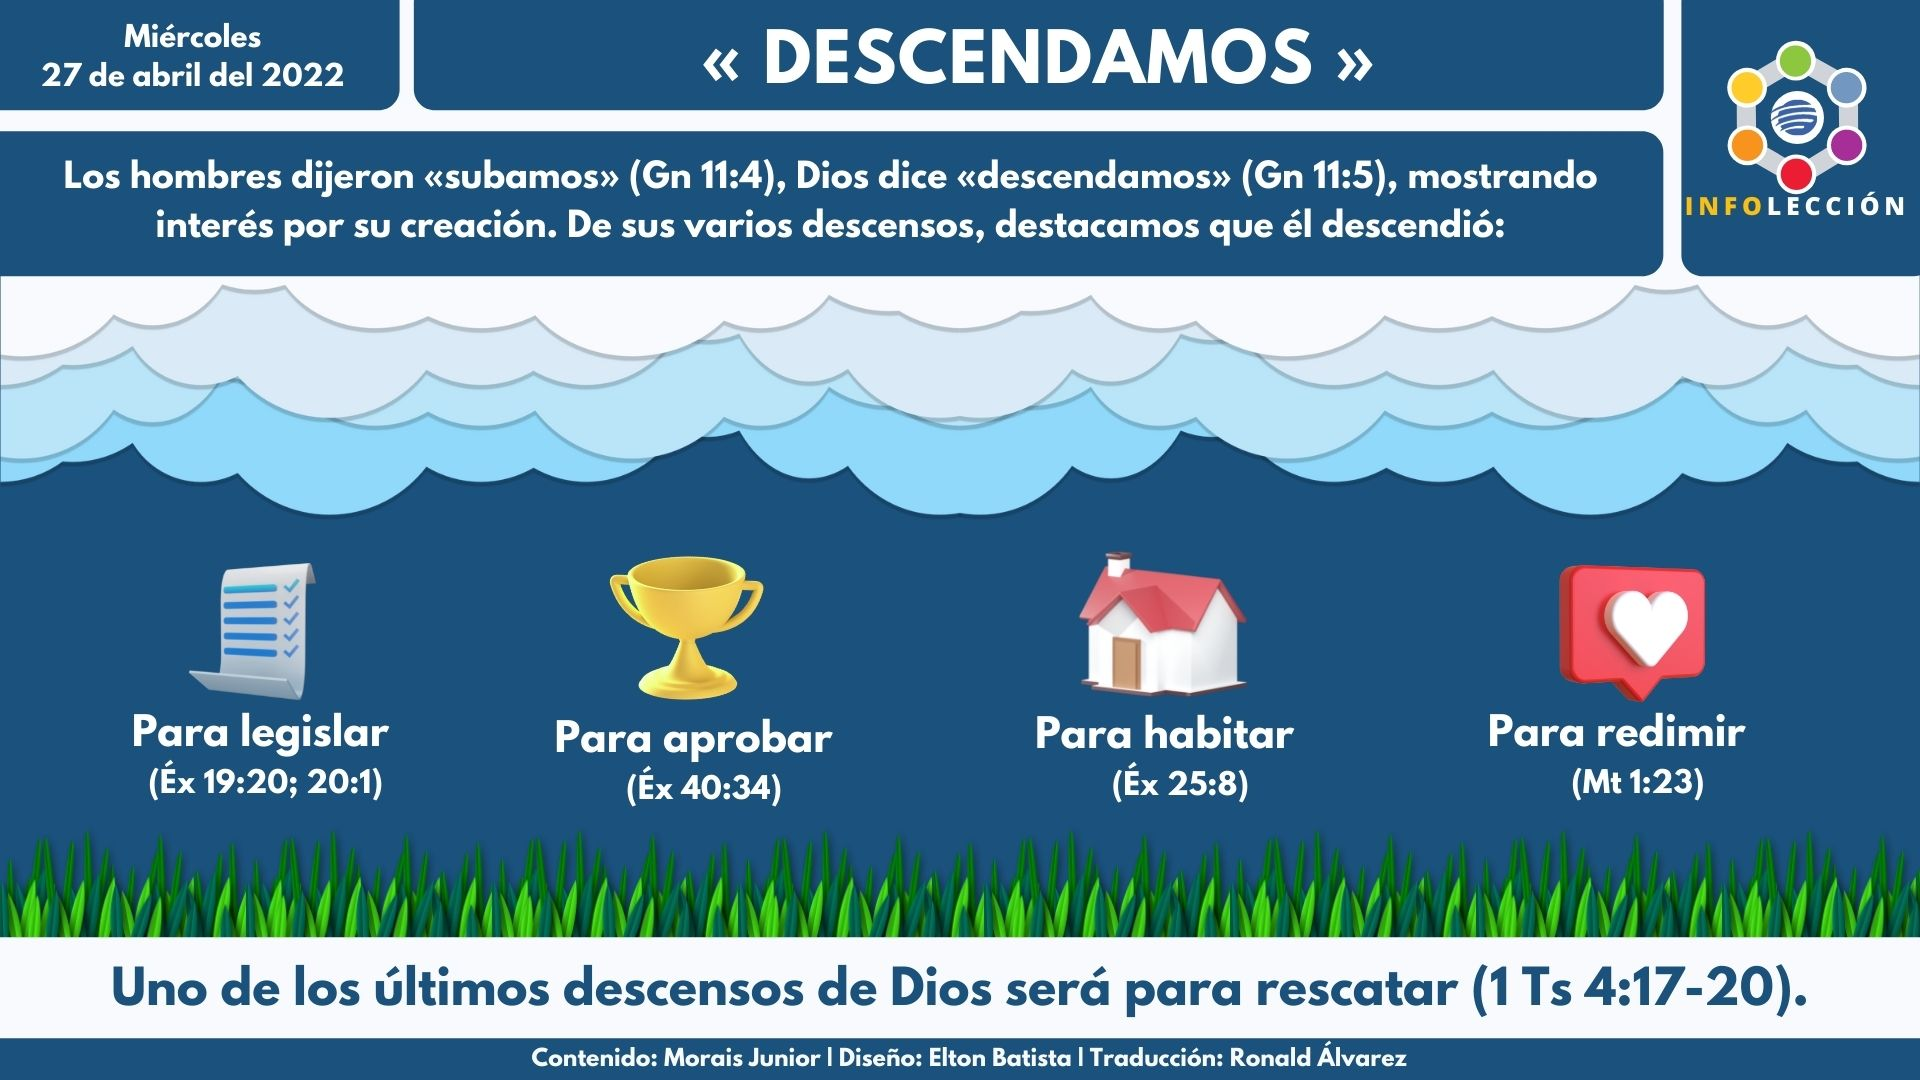 Miércoles
27 de abril del 2022
« DESCENDAMOS »
Los hombres dijeron «subamos» (Gn 11:4), Dios dice «descendamos» (Gn 11:5), mostrando
interés por su creación. De sus varios descensos, destacamos que él descendió:
INFOLECCIÓN
Para legislar
(Éx 19:20; 20:1)
Para aprobar
(Éx 40:34)
Para habitar
(Éx 25:8)
Para redimir
(Mt 1:23)
Uno de los últimos descensos de Dios será para rescatar (1 Ts 4:17-20).
Contenido: Morais Junior | Diseño: Elton Batista | Traducción: Ronald Álvarez